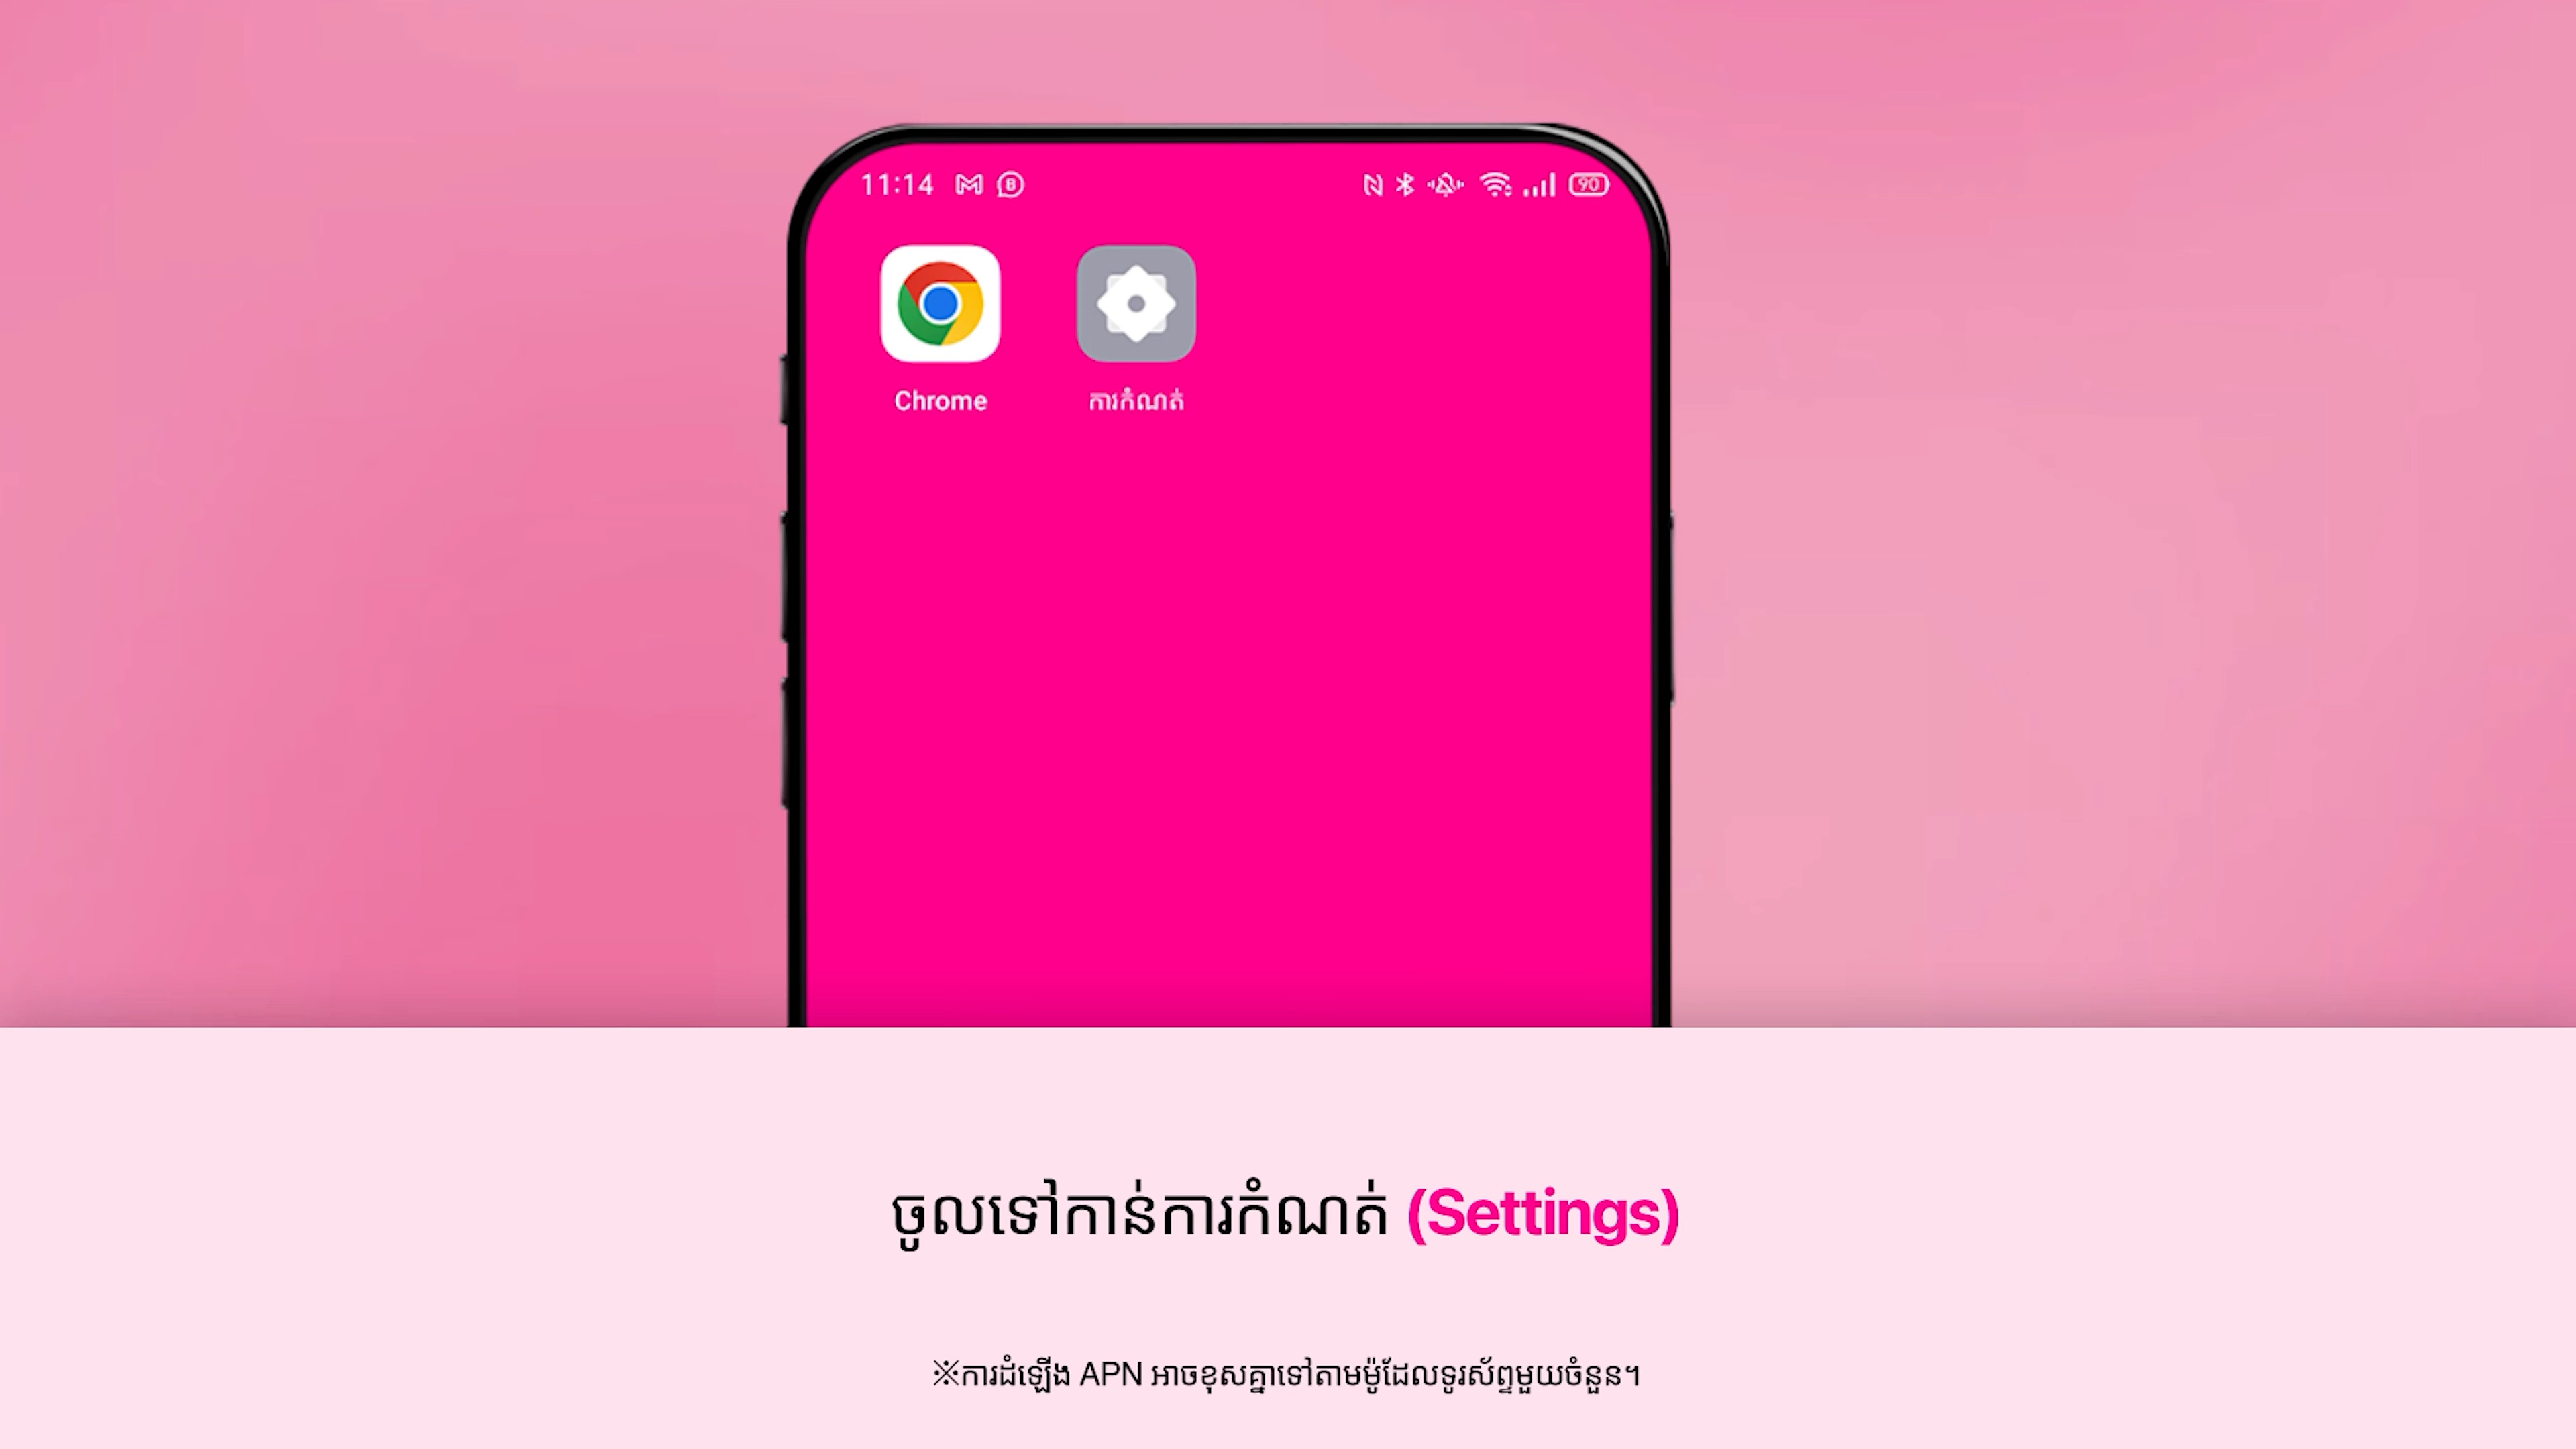 11:14
90
Chrome
ការកំណត់
ចូលទៅកាន់ការកំណត់ (Settings)
※ការដំឡើង APN អាចខុសគ្នាទៅតាមម៉ូដែលទូរស័ព្ទមួយចំនួន។